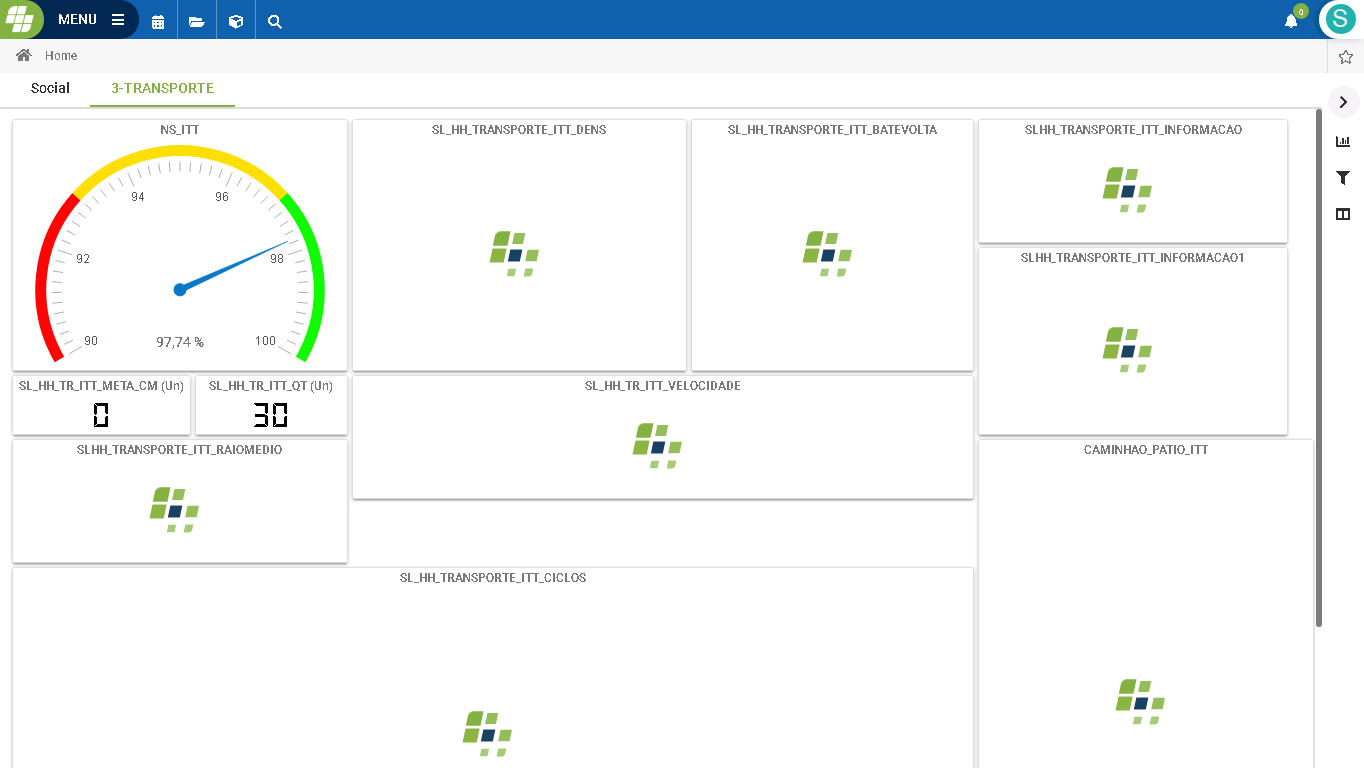 MENU
0
S
Home
Social
3-TRANSPORTE
NS_ITT
94
96
92
98
90
97,74 %
100
SL_HH_TRANSPORTE_ITT_DENS
SL_HH_TRANSPORTE_ITT_BATEVOLTA
SLHH_TRANSPORTE_ITT_INFORMACAO
SLHH_TRANSPORTE_ITT_INFORMACAO1
SL_HH_TR_ITT_META_CM (Un)
0
SL_HH_TR_ITT_QT (Un)
30
SL_HH_TR_ITT_VELOCIDADE
SLHH_TRANSPORTE_ITT_RAIOMEDIO
CAMINHAO_PATIO_ITT
SL_HH_TRANSPORTE_ITT_CICLOS